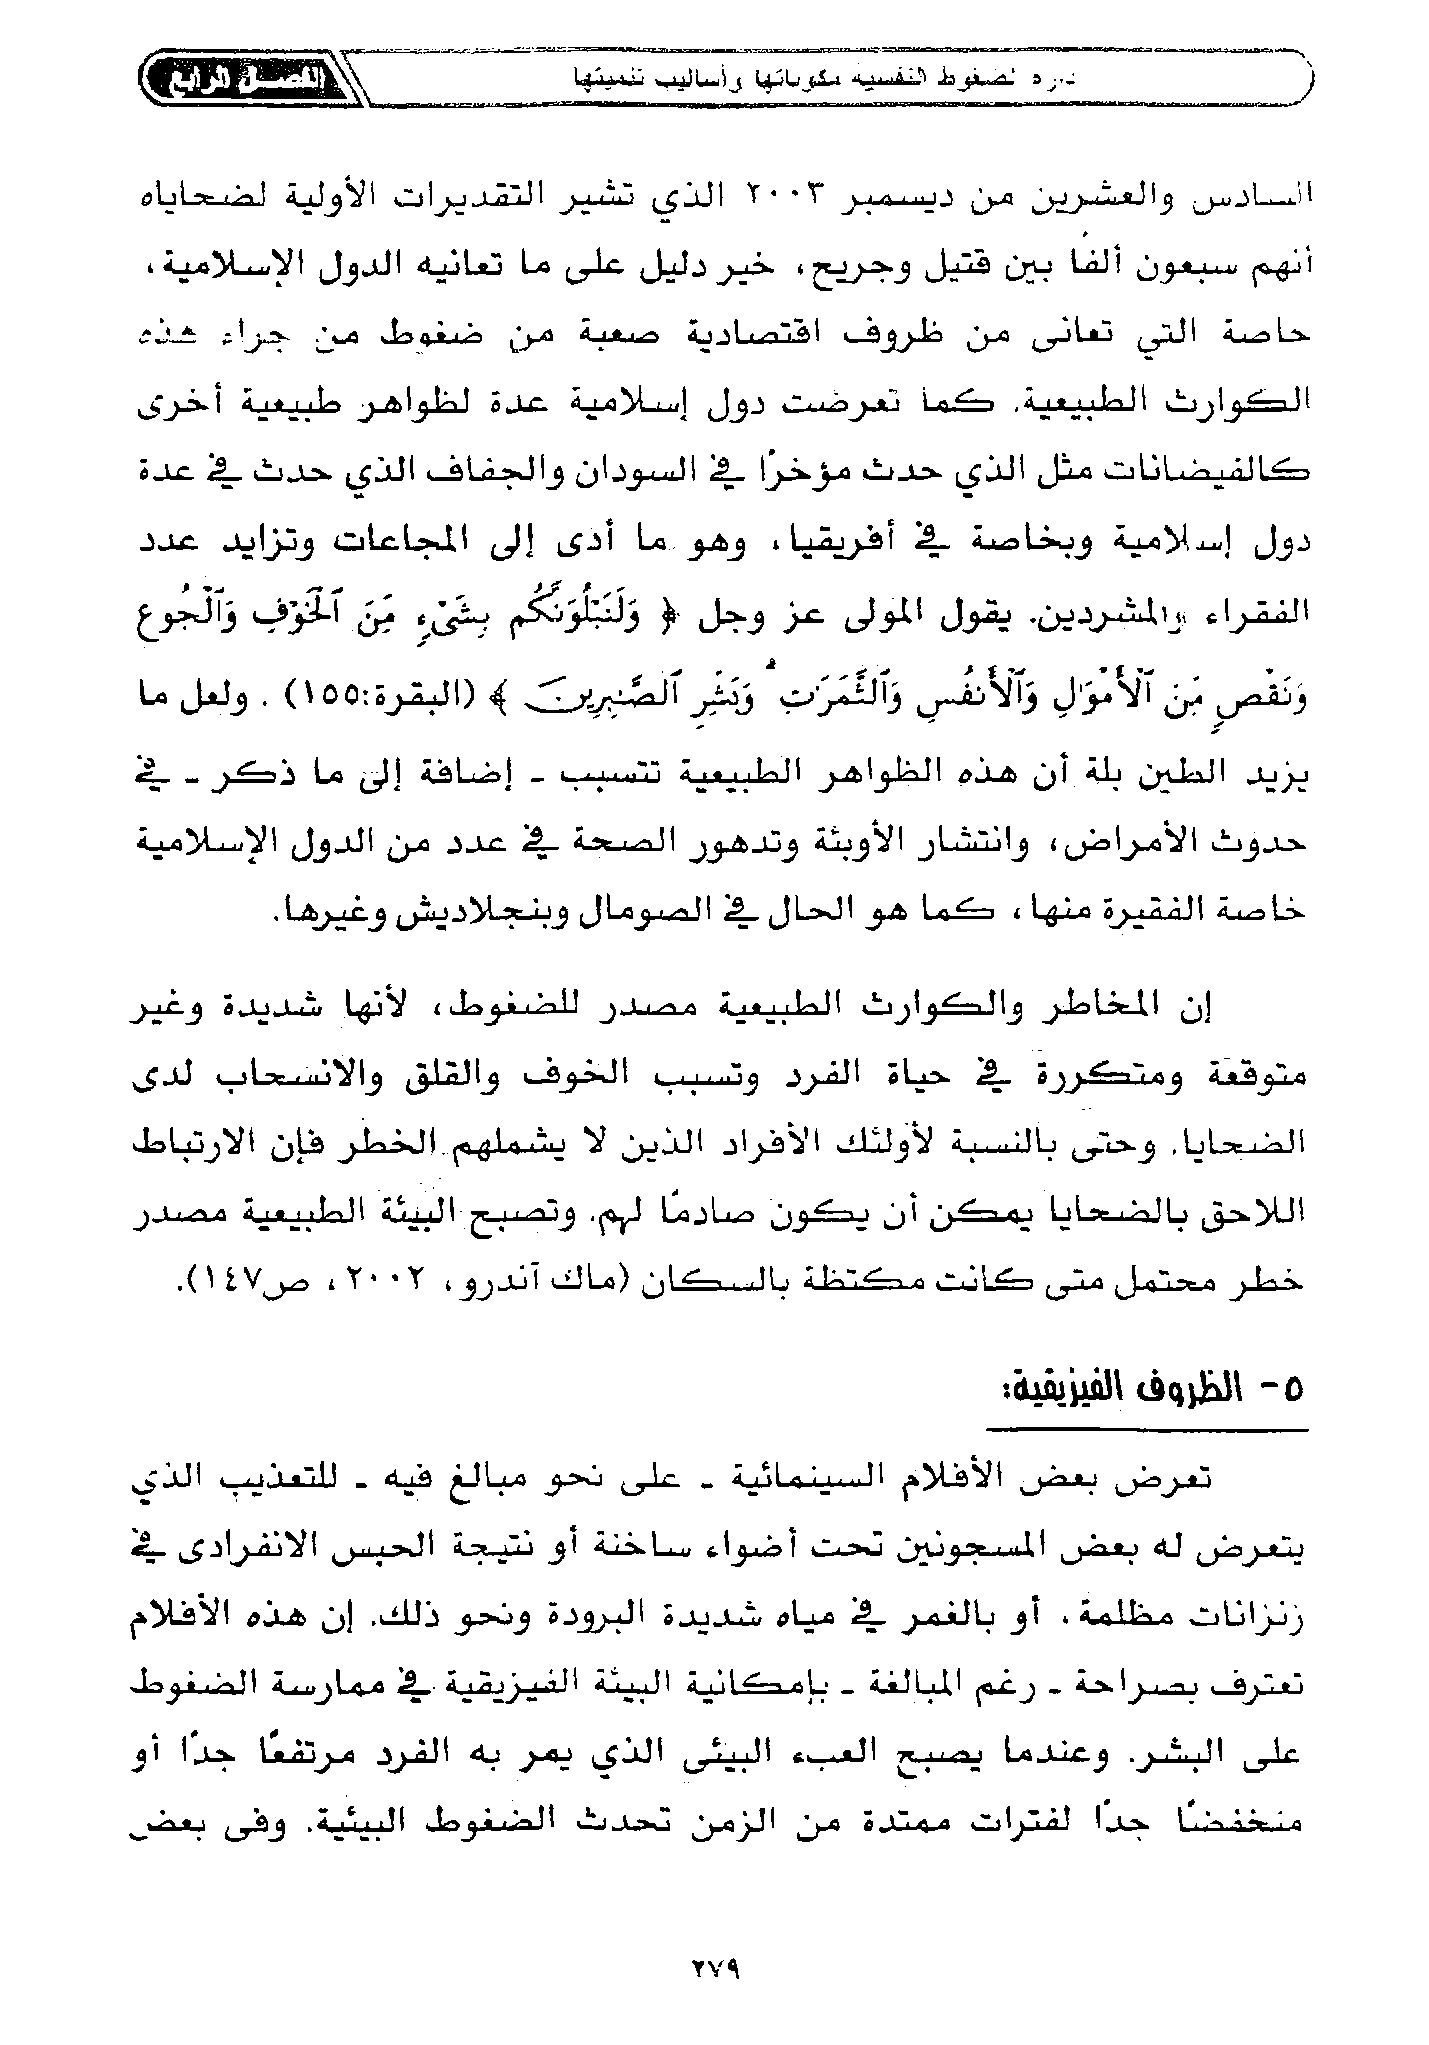 الفصل الرابع
الضغوط النفسية مكوناتها وأساليب تنميتها
السادس والعشرين من ديسمبر ٢٠٠٣ الذي تشير التقديرات الأولية لضحاياه
أنهم سبعون ألفًا بين قتيل وجريح، خير دليل على ما تعانيه الدول الإسلامية،
خاصة التي تعانى من ظروف اقتصادية صعبة من ضغوط من جراء هذه
الكوارث الطبيعية. كما تعرضت دول إسلامية عدة لظواهر طبيعية أخرى
كالفيضانات مثل الذي حدث مؤخرًا في السودان والجفاف الذي حدث في عدة
دول إسلامية وبخاصة في أفريقيا، وهو ما أدى إلى المجاعات وتزايد عدد
الفقراء والمشردين. يقول المولى عز وجل ﴿ وَلَنَبْلُوَنَّكُم بِشَىْءٍ مِّنَ ٱلْخَوْفِ وَٱلْجُوعِ
وَنَقْصٍ مِّنَ ٱلْأَمْوَٰلِ وَٱلْأَنفُسِ وَٱلثَّمَرَٰتِ ۗ وَبَشِّرِ ٱلصَّٰبِرِينَ ﴾ (البقرة:١٥٥) . ولعل ما
يزيد الطين بلة أن هذه الظواهر الطبيعية تتسبب - إضافة إلى ما ذكر - في
حدوث الأمراض، وانتشار الأوبئة وتدهور الصحة في عدد من الدول الإسلامية
خاصة الفقيرة منها، كما هو الحال في الصومال وبنجلاديش وغيرها.
إن المخاطر والكوارث الطبيعية مصدر للضغوط، لأنها شديدة وغير
متوقعة ومتكررة في حياة الفرد وتسبب الخوف والقلق والانسحاب لدى
الضحايا. وحتى بالنسبة لأولئك الأفراد الذين لا يشملهم الخطر فإن الارتباط
اللاحق بالضحايا يمكن أن يكون صادمًا لهم. وتصبح البيئة الطبيعية مصدر
خطر محتمل متى كانت مكتظة بالسكان (ماك آندرو، ٢٠٠٢، ص١٤٧).
٥- الظروف الفيزيقية:
تعرض بعض الأفلام السينمائية - على نحو مبالغ فيه - للتعذيب الذي
يتعرض له بعض المسجونين تحت أضواء ساخنة أو نتيجة الحبس الانفرادى في
زنزانات مظلمة، أو بالغمر في مياه شديدة البرودة ونحو ذلك. إن هذه الأفلام
تعترف بصراحة - رغم المبالغة - بإمكانية البيئة الفيزيقية في ممارسة الضغوط
على البشر. وعندما يصبح العبء البيئى الذي يمر به الفرد مرتفعًا جدًا أو
منخفضًا جدًا لفترات ممتدة من الزمن تحدث الضغوط البيئية. وفى بعض
٢٧٩